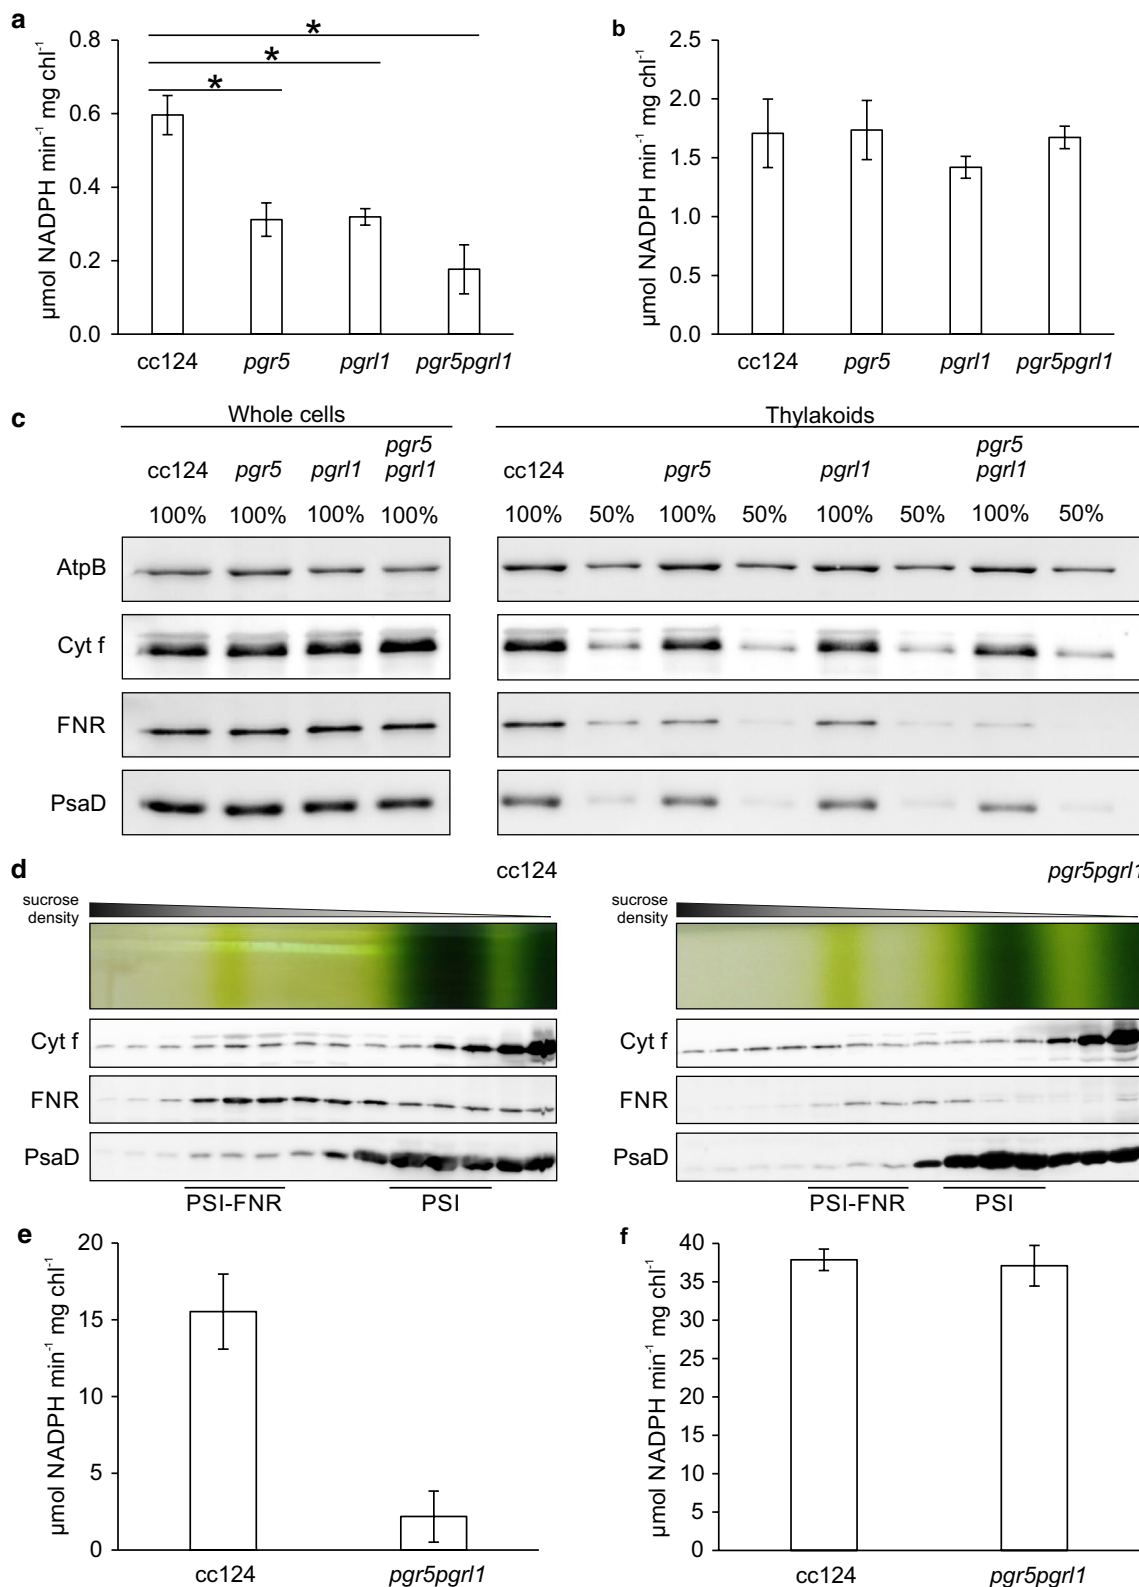 a
µmol NADPH min⁻¹ mg chl⁻¹
0.8
0.6
0.4
0.2
0.0
* 
*
*
cc124 pgr5 pgrl1 pgr5pgrl1
b
µmol NADPH min⁻¹ mg chl⁻¹
2.5
2.0
1.5
1.0
0.5
0.0
cc124 pgr5 pgrl1 pgr5pgrl1
c
Whole cells Thylakoids
cc124 pgr5 pgrl1 pgr5 pgrl1 cc124 pgr5 pgrl1 pgr5 pgrl1
100% 100% 100% 100% 100% 50% 100% 50% 100% 50% 100% 50%
AtpB
Cyt f
FNR
PsaD
d
cc124
sucrose density
Cyt f
FNR
PsaD
PSI-FNR PSI
pgr5pgrl1
sucrose density
Cyt f
FNR
PsaD
PSI-FNR PSI
e
µmol NADPH min⁻¹ mg chl⁻¹
20
15
10
5
0
cc124 pgr5pgrl1
f
µmol NADPH min⁻¹ mg chl⁻¹
40
35
30
25
20
15
10
5
0
cc124 pgr5pgrl1